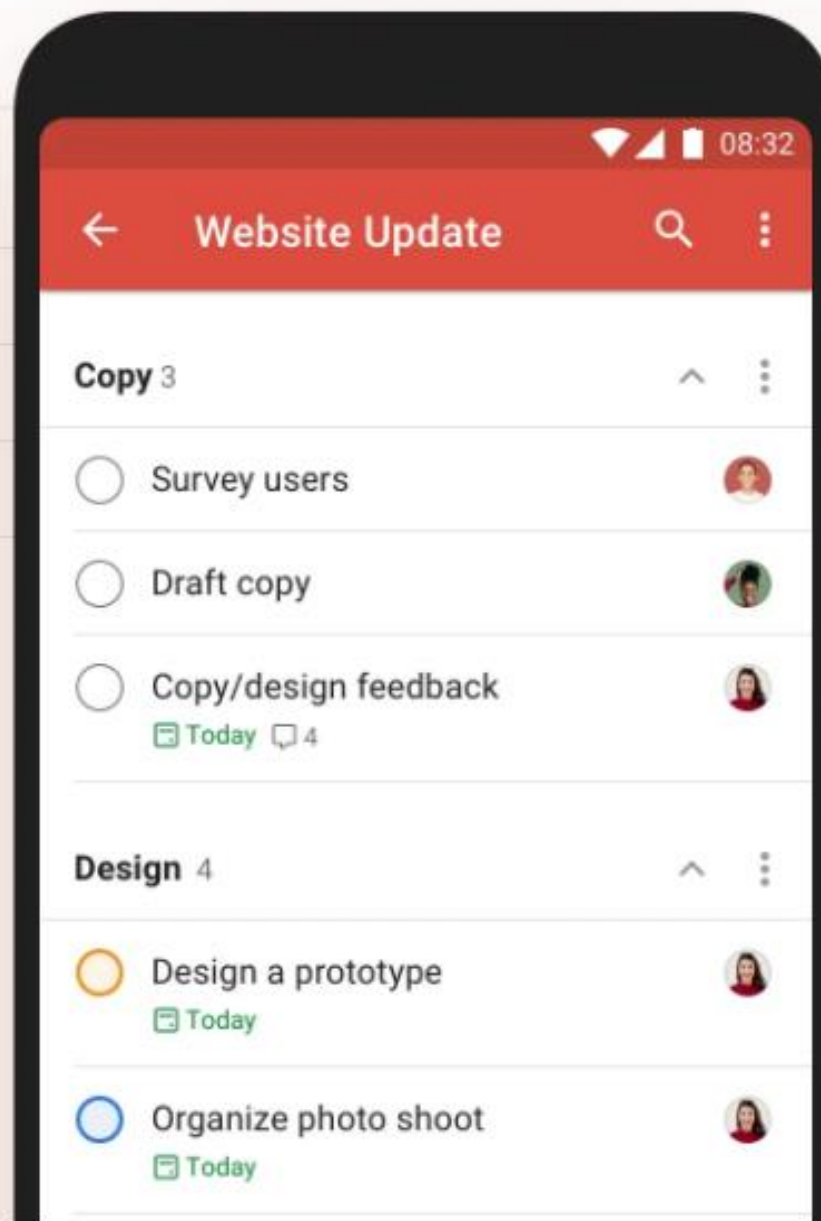 08:32
Website Update
Copy 3
Survey users
Draft copy
Copy/design feedback
Today 4
Design 4
Design a prototype
Today
Organize photo shoot
Today